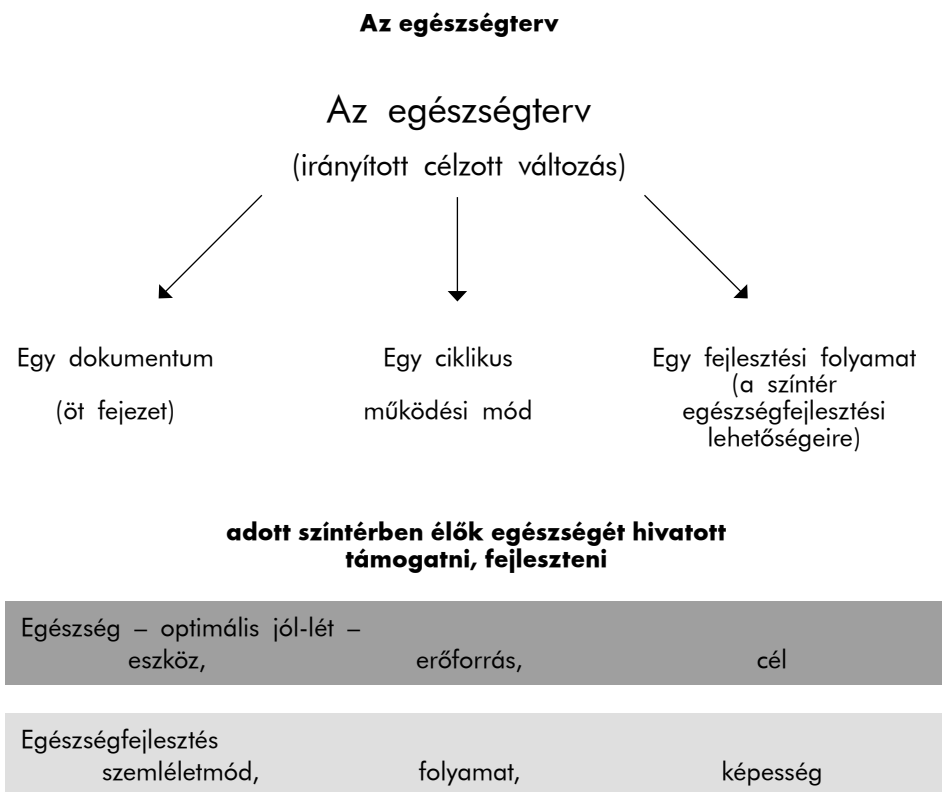 Az egészségterv
Az egészségterv
(irányított célzott változás)
Egy dokumentum
(öt fejezet)
Egy ciklikus
működési mód
Egy fejlesztési folyamat
(a színtér
egészségfejlesztési
lehetőségeire)
adott színtérben élők egészségét hivatott
támogatni, fejleszteni
Egészség – optimális jól-lét –
eszköz, erőforrás, cél
Egészségfejlesztés
szemléletmód, folyamat, képesség